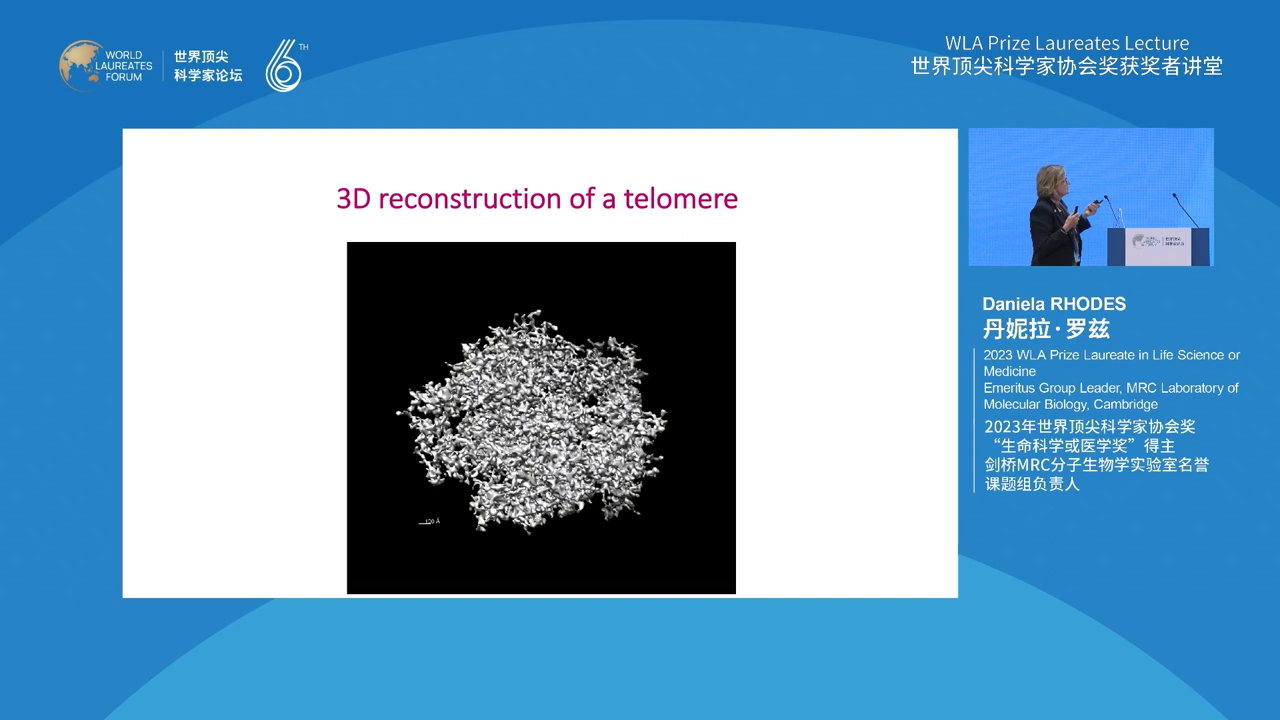 WORLD
LAUREATES
FORUM
世界顶尖
科学家论坛
6TH
WLA Prize Laureates Lecture
世界顶尖科学家协会奖获奖者讲堂
3D reconstruction of a telomere
120 Å
Daniela RHODES
丹妮拉·罗兹
2023 WLA Prize Laureate in Life Science or
Medicine
Emeritus Group Leader, MRC Laboratory of
Molecular Biology, Cambridge
2023年世界顶尖科学家协会奖
“生命科学或医学奖”得主
剑桥MRC分子生物学实验室名誉
课题组负责人